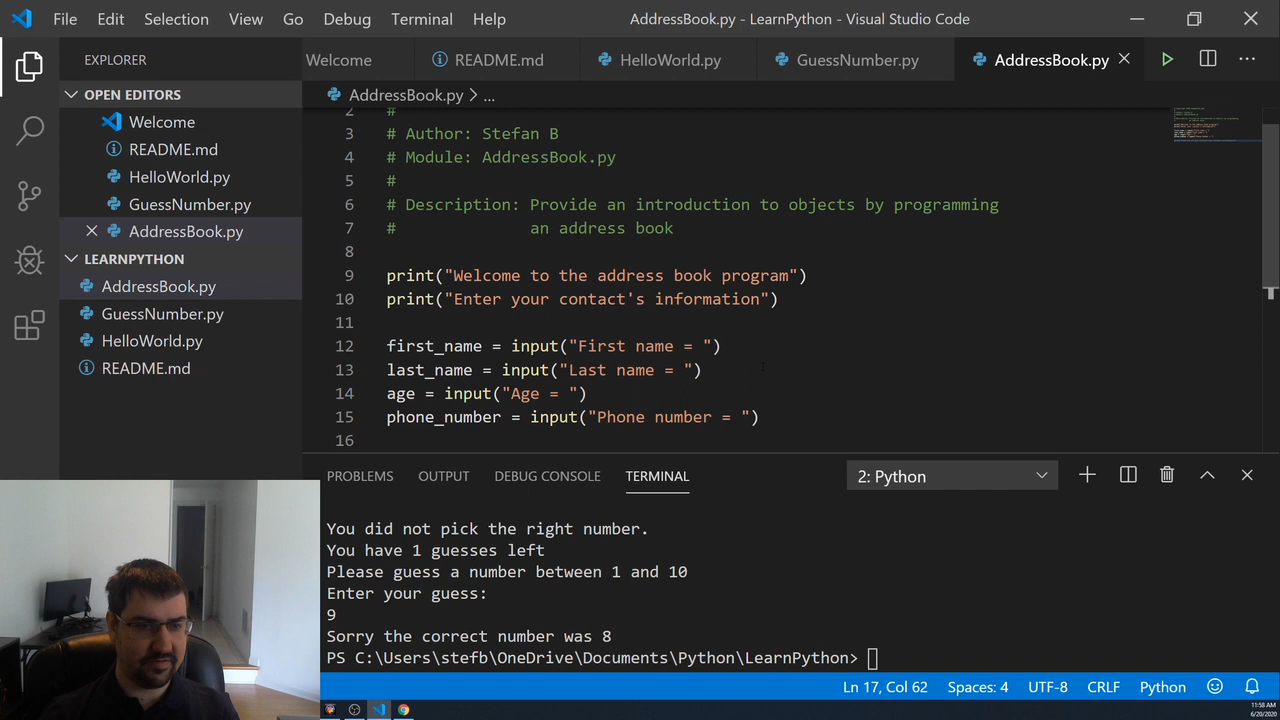 File Edit Selection View Go Debug Terminal Help AddressBook.py - LearnPython - Visual Studio Code
EXPLORER
OPEN EDITORS
Welcome
README.md
HelloWorld.py
GuessNumber.py
AddressBook.py
LEARNPYTHON
AddressBook.py
GuessNumber.py
HelloWorld.py
README.md
Welcome README.md HelloWorld.py GuessNumber.py AddressBook.py
AddressBook.py > ...
2 #
3 # Author: Stefan B
4 # Module: AddressBook.py
5 #
6 # Description: Provide an introduction to objects by programming
7 # an address book
8
9 print("Welcome to the address book program")
10 print("Enter your contact's information")
11
12 first_name = input("First name = ")
13 last_name = input("Last name = ")
14 age = input("Age = ")
15 phone_number = input("Phone number = ")
16
PROBLEMS OUTPUT DEBUG CONSOLE TERMINAL 2: Python
You did not pick the right number.
You have 1 guesses left
Please guess a number between 1 and 10
Enter your guess:
9
Sorry the correct number was 8
PS C:\Users\stefb\OneDrive\Documents\Python\LearnPython>
Ln 17, Col 62 Spaces: 4 UTF-8 CRLF Python
11:58 AM
6/20/2020